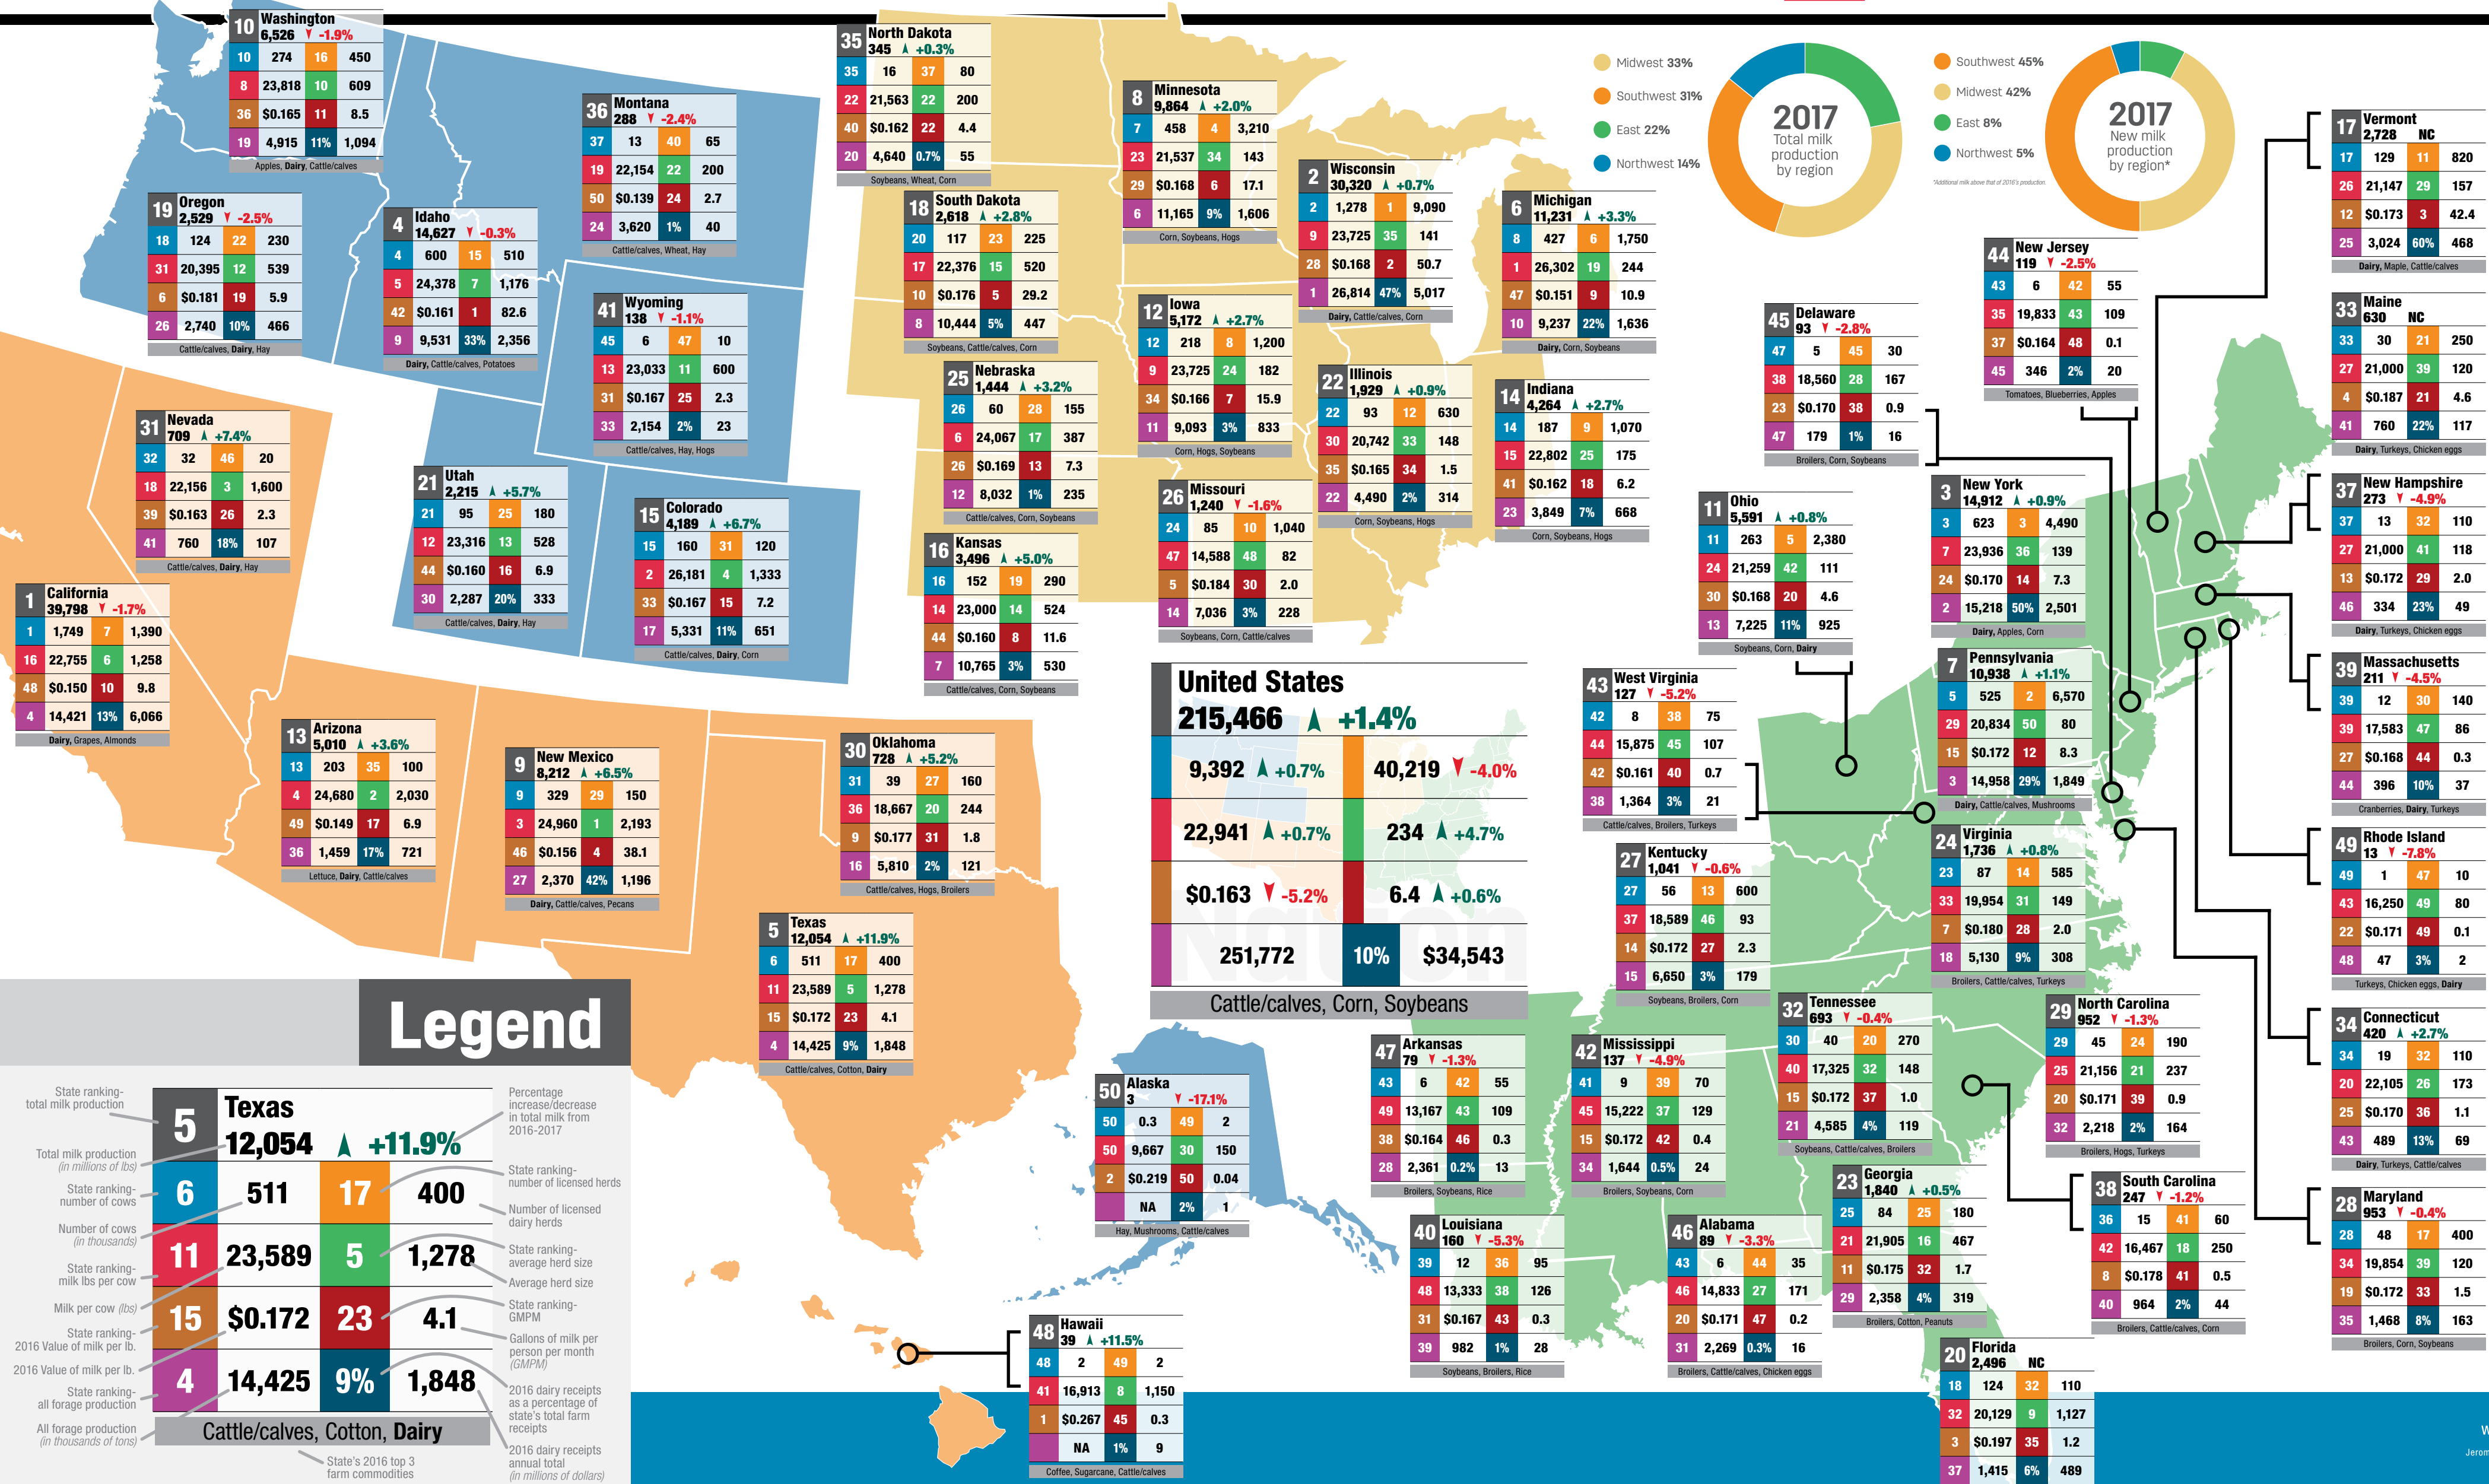 10 Washington
6,526 -1.9%
10 274 16 450
8 23,818 10 609
36 $0.165 11 8.5
19 4,915 11% 1,094
Apples, Dairy, Cattle/calves
19 Oregon
2,529 -2.5%
18 124 22 230
31 20,395 12 539
6 $0.181 19 5.9
26 2,740 10% 466
Cattle/calves, Dairy, Hay
4 Idaho
14,627 -0.3%
4 600 15 510
5 24,378 7 1,176
42 $0.161 1 82.6
9 9,531 33% 2,356
Dairy, Cattle/calves, Potatoes
36 Montana
288 -2.4%
37 13 40 65
19 22,154 22 200
50 $0.139 24 2.7
24 3,620 1% 40
Cattle/calves, Wheat, Hay
41 Wyoming
138 -1.1%
45 6 47 10
13 23,033 11 600
31 $0.167 25 2.3
33 2,154 2% 23
Cattle/calves, Hay, Hogs
31 Nevada
709 +7.4%
32 32 46 20
18 22,156 3 1,600
39 $0.163 26 2.3
41 760 18% 107
Cattle/calves, Dairy, Hay
21 Utah
2,215 +5.7%
21 95 25 180
12 23,316 13 528
44 $0.160 16 6.9
30 2,287 20% 333
Cattle/calves, Dairy, Hay
15 Colorado
4,189 +6.7%
15 160 31 120
2 26,181 4 1,333
33 $0.167 15 7.2
17 5,331 11% 651
Cattle/calves, Dairy, Corn
1 California
39,798 -1.7%
1 1,749 7 1,390
16 22,755 6 1,258
48 $0.150 10 9.8
4 14,421 13% 6,066
Dairy, Grapes, Almonds
13 Arizona
5,010 +3.6%
13 203 35 100
4 24,680 2 2,030
49 $0.149 17 6.9
36 1,459 17% 721
Lettuce, Dairy, Cattle/calves
9 New Mexico
8,212 +6.5%
9 329 29 150
3 24,960 1 2,193
46 $0.156 4 38.1
27 2,370 42% 1,196
Dairy, Cattle/calves, Pecans
30 Oklahoma
728 +5.2%
31 39 27 160
36 18,667 20 244
9 $0.177 31 1.8
16 5,810 2% 121
Cattle/calves, Hogs, Broilers
5 Texas
12,054 +11.9%
6 511 17 400
11 23,589 5 1,278
15 $0.172 23 4.1
4 14,425 9% 1,848
Cattle/calves, Cotton, Dairy
35 North Dakota
345 +0.3%
35 16 37 80
22 21,563 22 200
40 $0.162 22 4.4
20 4,640 0.7% 55
Soybeans, Wheat, Corn
18 South Dakota
2,618 +2.8%
20 117 23 225
17 22,376 15 520
10 $0.176 5 29.2
8 10,444 5% 447
Soybeans, Cattle/calves, Corn
25 Nebraska
1,444 +3.2%
26 60 28 155
6 24,067 17 387
26 $0.169 13 7.3
12 8,032 1% 235
Cattle/calves, Corn, Soybeans
16 Kansas
3,496 +5.0%
16 152 19 290
14 23,000 14 524
44 $0.160 8 11.6
7 10,765 3% 530
Cattle/calves, Corn, Soybeans
8 Minnesota
9,864 +2.0%
7 458 4 3,210
23 21,537 34 143
29 $0.168 6 17.1
6 11,165 9% 1,606
Corn, Soybeans, Hogs
12 Iowa
5,172 +2.7%
12 218 8 1,200
9 23,725 24 182
34 $0.166 7 15.9
11 9,093 3% 833
Corn, Hogs, Soybeans
26 Missouri
1,240 -1.6%
24 85 10 1,040
47 14,588 48 82
5 $0.184 30 2.0
14 7,036 3% 228
Soybeans, Corn, Cattle/calves
2 Wisconsin
30,320 +0.7%
2 1,278 1 9,090
9 23,725 35 141
28 $0.168 2 50.7
1 26,814 47% 5,017
Dairy, Cattle/calves, Corn
22 Illinois
1,929 +0.9%
22 93 12 630
30 20,742 33 148
35 $0.165 34 1.5
22 4,490 2% 314
Corn, Soybeans, Hogs
6 Michigan
11,231 +3.3%
8 427 6 1,750
1 26,302 19 244
47 $0.151 9 10.9
10 9,237 22% 1,636
Dairy, Corn, Soybeans
14 Indiana
4,264 +2.7%
14 187 9 1,070
15 22,802 25 175
41 $0.162 18 6.2
23 3,849 7% 668
Corn, Soybeans, Hogs
Midwest 33%
Southwest 31%
East 22%
Northwest 14%
2017
Total milk
production
by region
Southwest 45%
Midwest 42%
East 8%
Northwest 5%
*Additional milk above that of 2016's production.
2017
New milk
production
by region*
45 Delaware
93 -2.8%
47 5 45 30
38 18,560 28 167
23 $0.170 38 0.9
47 179 1% 16
Broilers, Corn, Soybeans
44 New Jersey
119 -2.5%
43 6 42 55
35 19,833 43 109
37 $0.164 48 0.1
45 346 2% 20
Tomatoes, Blueberries, Apples
11 Ohio
5,591 +0.8%
11 263 5 2,380
24 21,259 42 111
30 $0.168 20 4.6
13 7,225 11% 925
Soybeans, Corn, Dairy
3 New York
14,912 +0.9%
3 623 3 4,490
7 23,936 36 139
24 $0.170 14 7.3
2 15,218 50% 2,501
Dairy, Apples, Corn
7 Pennsylvania
10,938 +1.1%
5 525 2 6,570
29 20,834 50 80
15 $0.172 12 8.3
3 14,958 29% 1,849
Dairy, Cattle/calves, Mushrooms
43 West Virginia
127 -5.2%
42 8 38 75
44 15,875 45 107
42 $0.161 40 0.7
38 1,364 3% 21
Cattle/calves, Broilers, Turkeys
24 Virginia
1,736 +0.8%
23 87 14 585
33 19,954 31 149
7 $0.180 28 2.0
18 5,130 9% 308
Broilers, Cattle/calves, Turkeys
27 Kentucky
1,041 -0.6%
27 56 13 600
37 18,589 46 93
14 $0.172 27 2.3
15 6,650 3% 179
Soybeans, Broilers, Corn
17 Vermont
2,728 NC
17 129 11 820
26 21,147 29 157
12 $0.173 3 42.4
25 3,024 60% 468
Dairy, Maple, Cattle/calves
33 Maine
630 NC
33 30 21 250
27 21,000 39 120
4 $0.187 21 4.6
41 760 22% 117
Dairy, Turkeys, Chicken eggs
37 New Hampshire
273 -4.9%
37 13 32 110
27 21,000 41 118
13 $0.172 29 2.0
46 334 23% 49
Dairy, Turkeys, Chicken eggs
39 Massachusetts
211 -4.5%
39 12 30 140
39 17,583 47 86
27 $0.168 44 0.3
44 396 10% 37
Cranberries, Dairy, Turkeys
49 Rhode Island
13 -7.8%
49 1 47 10
43 16,250 49 80
22 $0.171 49 0.1
48 47 3% 2
Turkeys, Chicken eggs, Dairy
34 Connecticut
420 +2.7%
34 19 32 110
20 22,105 26 173
25 $0.170 36 1.1
43 489 13% 69
Dairy, Turkeys, Cattle/calves
28 Maryland
953 -0.4%
28 48 17 400
34 19,854 39 120
19 $0.172 33 1.5
35 1,468 8% 163
Broilers, Corn, Soybeans
United States
215,466 +1.4%
9,392 +0.7% 40,219 -4.0%
22,941 +0.7% 234 +4.7%
$0.163 -5.2% 6.4 +0.6%
251,772 10% $34,543
Cattle/calves, Corn, Soybeans
Nation
47 Arkansas
79 -1.3%
43 6 42 55
49 13,167 43 109
38 $0.164 46 0.3
28 2,361 0.2% 13
Broilers, Soybeans, Rice
42 Mississippi
137 -4.9%
41 9 39 70
45 15,222 37 129
15 $0.172 42 0.4
34 1,644 0.5% 24
Broilers, Soybeans, Corn
32 Tennessee
693 -0.4%
30 40 20 270
40 17,325 32 148
15 $0.172 37 1.0
21 4,585 4% 119
Soybeans, Cattle/calves, Broilers
29 North Carolina
952 -1.3%
29 45 24 190
25 21,156 21 237
20 $0.171 39 0.9
32 2,218 2% 164
Broilers, Hogs, Turkeys
40 Louisiana
160 -5.3%
39 12 36 95
48 13,333 38 126
31 $0.167 43 0.3
39 982 1% 28
Soybeans, Broilers, Rice
46 Alabama
89 -3.3%
43 6 44 35
46 14,833 27 171
20 $0.171 47 0.2
31 2,269 0.3% 16
Broilers, Cattle/calves, Chicken eggs
23 Georgia
1,840 +0.5%
25 84 25 180
21 21,905 16 467
11 $0.175 32 1.7
29 2,358 4% 319
Broilers, Cotton, Peanuts
38 South Carolina
247 -1.2%
36 15 41 60
42 16,467 18 250
8 $0.178 41 0.5
40 964 2% 44
Broilers, Cattle/calves, Corn
20 Florida
2,496 NC
18 124 32 110
32 20,129 9 1,127
3 $0.197 35 1.2
37 1,415 6% 489
50 Alaska
3 -17.1%
50 0.3 49 2
50 9,667 30 150
2 $0.219 50 0.04
NA 2% 1
Hay, Mushrooms, Cattle/calves
48 Hawaii
39 +11.5%
48 2 49 2
41 16,913 8 1,150
1 $0.267 45 0.3
NA 1% 9
Coffee, Sugarcane, Cattle/calves
Legend
State ranking-
total milk production
Total milk production
(in millions of lbs)
State ranking-
number of cows
Number of cows
(in thousands)
State ranking-
milk lbs per cow
Milk per cow (lbs)
State ranking-
2016 Value of milk per lb.
2016 Value of milk per lb.
State ranking-
all forage production
All forage production
(in thousands of tons)
5 Texas
12,054 +11.9%
6 511 17 400
11 23,589 5 1,278
15 $0.172 23 4.1
4 14,425 9% 1,848
Cattle/calves, Cotton, Dairy
Percentage
increase/decrease
in total milk from
2016-2017
State ranking-
number of licensed herds
Number of licensed
dairy herds
State ranking-
average herd size
Average herd size
State ranking-
GMPM
Gallons of milk per
person per month
(GMPM)
2016 dairy receipts
as a percentage of
state's total farm
receipts
2016 dairy receipts
annual total
(in millions of dollars)
State's 2016 top 3
farm commodities
W
Jerom